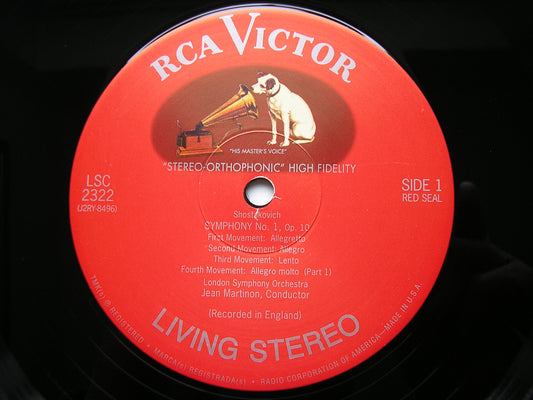 RCA VICTOR
"HIS MASTER'S VOICE"
"STEREO-ORTHOPHONIC" HIGH FIDELITY
LSC
2322
(J2RY-8496)
SIDE 1
RED SEAL
Shostakovich
SYMPHONY No. 1, Op. 10
First Movement: Allegretto
Second Movement: Allegro
Third Movement: Lento
Fourth Movement: Allegro molto (Part 1)
London Symphony Orchestra
Jean Martinon, Conductor
(Recorded in England)
LIVING STEREO
TMK(s) ® REGISTERED • MARCA(s) REGISTRADA(s) • RADIO CORPORATION OF AMERICA—MADE IN U.S.A.